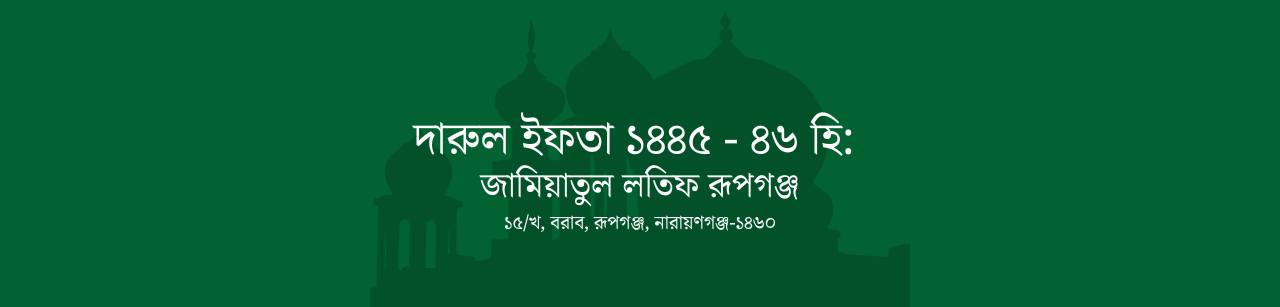 দারুল ইফতা ১৪৪৫ - ৪৬ হি:
জামিয়াতুল লতিফ রূপগঞ্জ
১৫/খ, বরাব, রূপগঞ্জ, নারায়ণগঞ্জ-১৪৬০